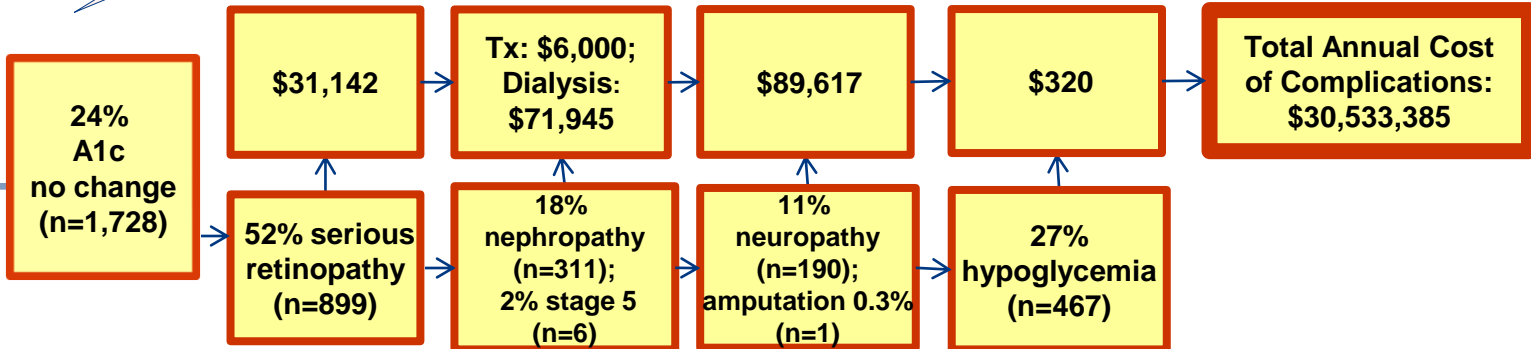 24%
A1c
no change
(n=1,728)
$31,142
Tx: $6,000;
Dialysis:
$71,945
$89,617
$320
Total Annual Cost
of Complications:
$30,533,385
52% serious
retinopathy
(n=899)
18%
nephropathy
(n=311);
2% stage 5
(n=6)
11%
neuropathy
(n=190);
amputation 0.3%
(n=1)
27%
hypoglycemia
(n=467)